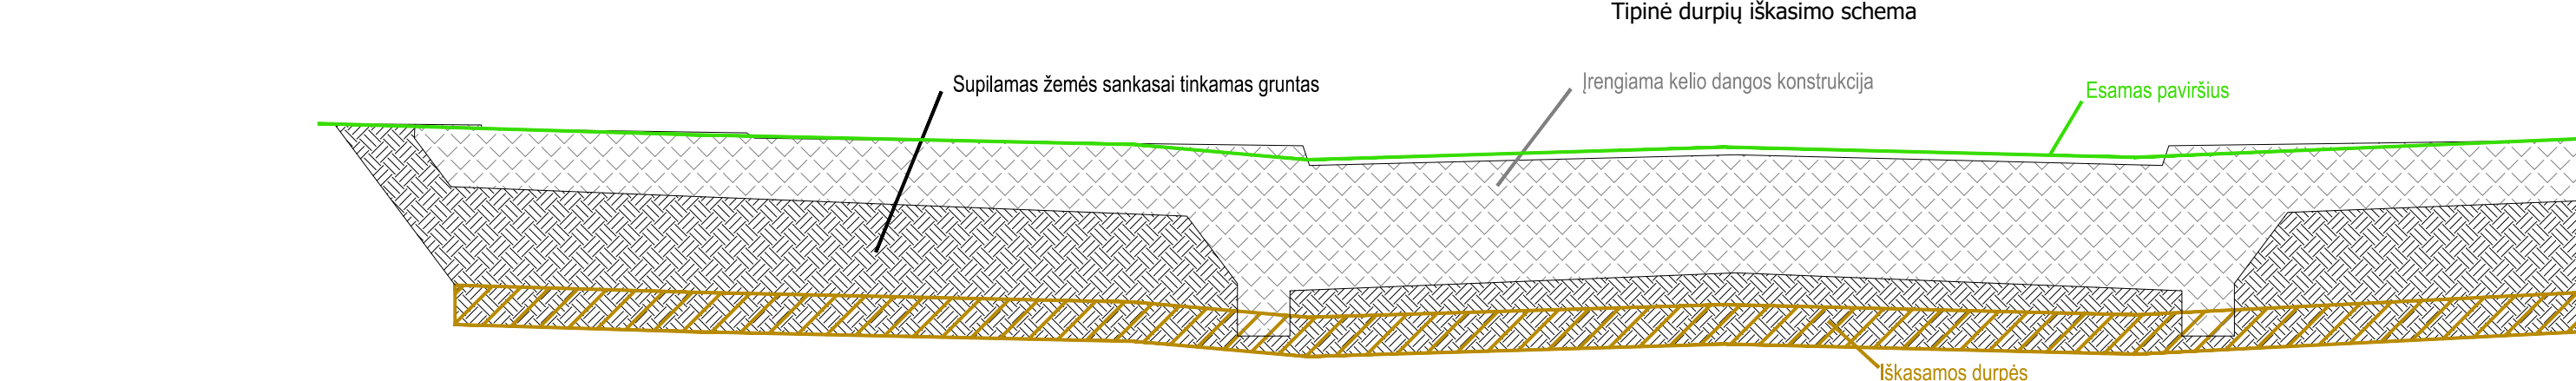 Tipinė durpių iškasimo schema
Supilamas žemės sankasai tinkamas gruntas
Įrengiama kelio dangos konstrukcija
Esamas paviršius
Iškasamos durpės